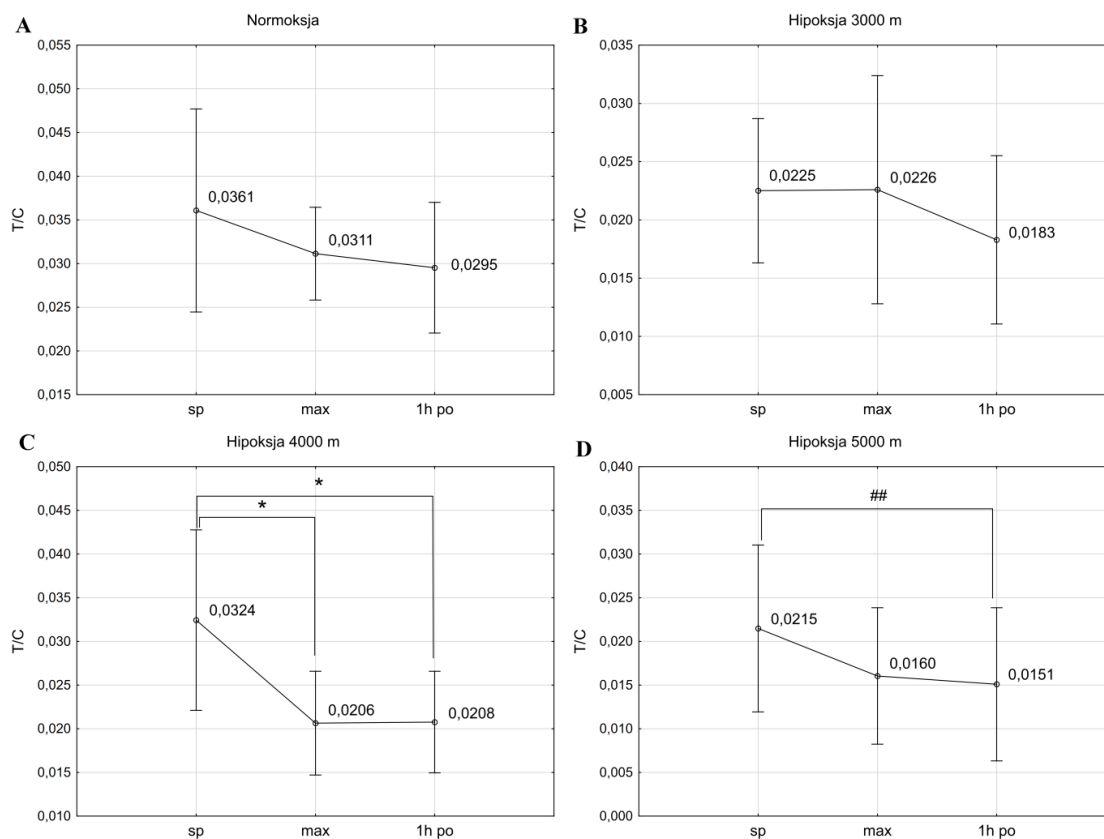 A
Normoksja
0,055
0,050
0,045
0,040
0,035
0,030
0,025
0,020
0,015
T/C
0,0361
0,0311
0,0295
sp
max
1h po
B
Hipoksja 3000 m
0,035
0,030
0,025
0,020
0,015
0,010
0,005
T/C
0,0225
0,0226
0,0183
sp
max
1h po
C
Hipoksja 4000 m
0,050
0,045
0,040
0,035
0,030
0,025
0,020
0,015
0,010
T/C
*
*
0,0324
0,0206
0,0208
sp
max
1h po
D
Hipoksja 5000 m
0,040
0,035
0,030
0,025
0,020
0,015
0,010
0,005
0,000
T/C
##
0,0215
0,0160
0,0151
sp
max
1h po